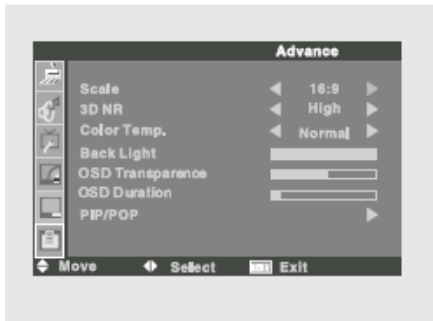 Advance
Scale 16:9
3D NR High
Color Temp. Normal
Back Light
OSD Transparence
OSD Duration
PIP/POP
Move Select Exit